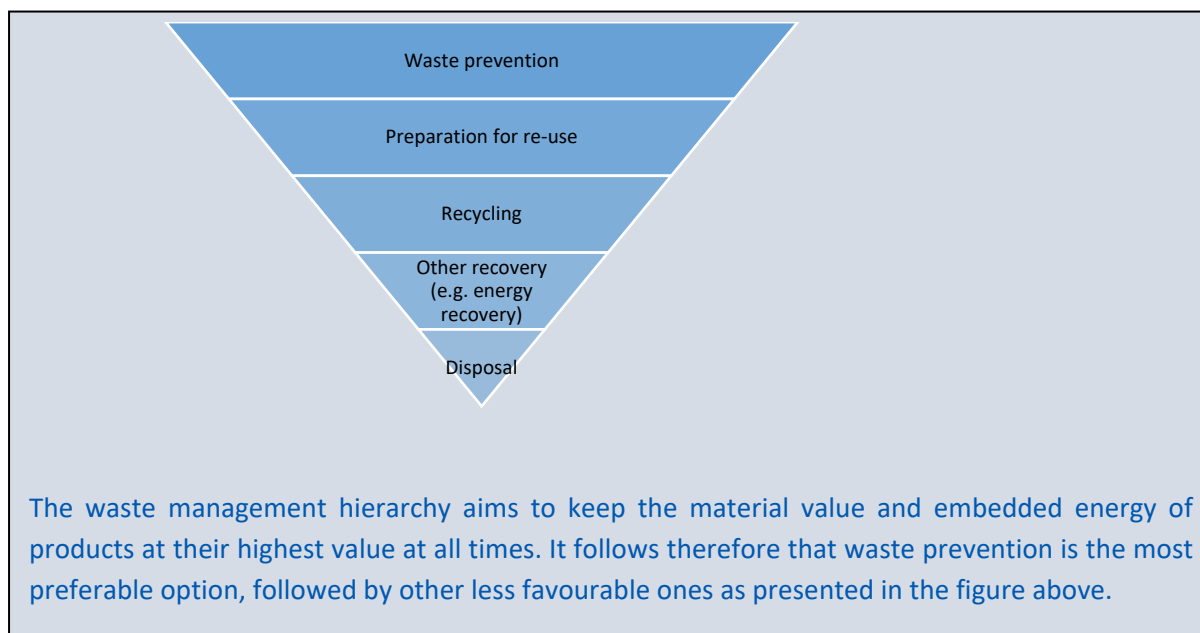 Waste prevention
Preparation for re-use
Recycling
Other recovery
(e.g. energy
recovery)
Disposal
The waste management hierarchy aims to keep the material value and embedded energy of
products at their highest value at all times. It follows therefore that waste prevention is the most
preferable option, followed by other less favourable ones as presented in the figure above.